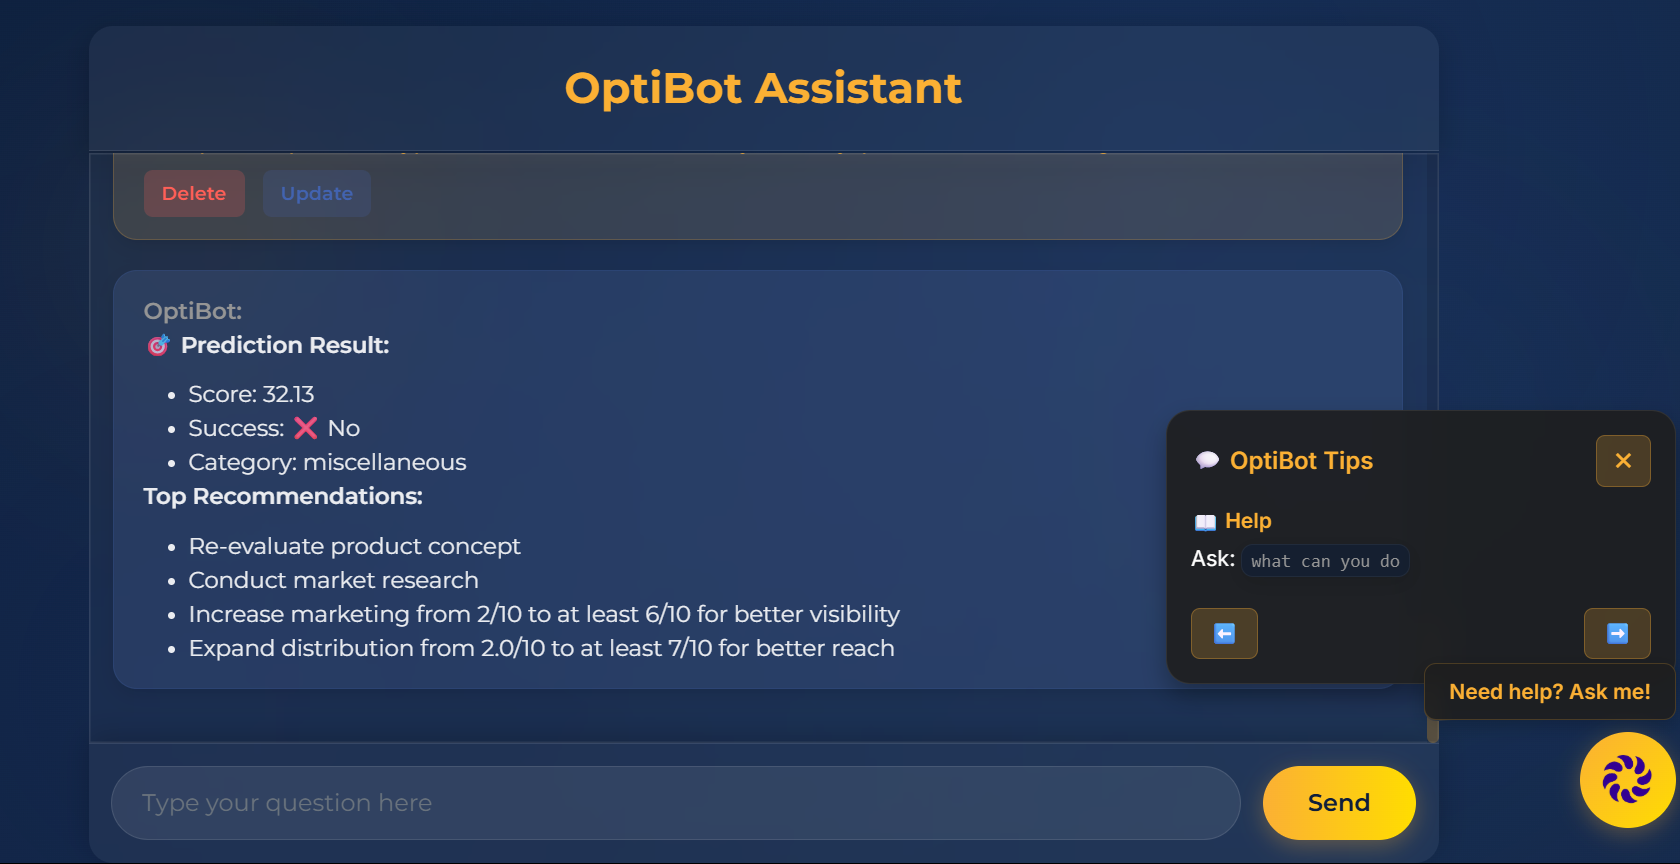 OptiBot Assistant
Delete Update
OptiBot:
🎯 Prediction Result:
• Score: 32.13
• Success: ❌ No
• Category: miscellaneous
Top Recommendations:
• Re-evaluate product concept
• Conduct market research
• Increase marketing from 2/10 to at least 6/10 for better visibility
• Expand distribution from 2.0/10 to at least 7/10 for better reach
Type your question here
Send
💬 OptiBot Tips
✕
📖 Help
Ask: what can you do
⬅️ ➡️
Need help? Ask me!